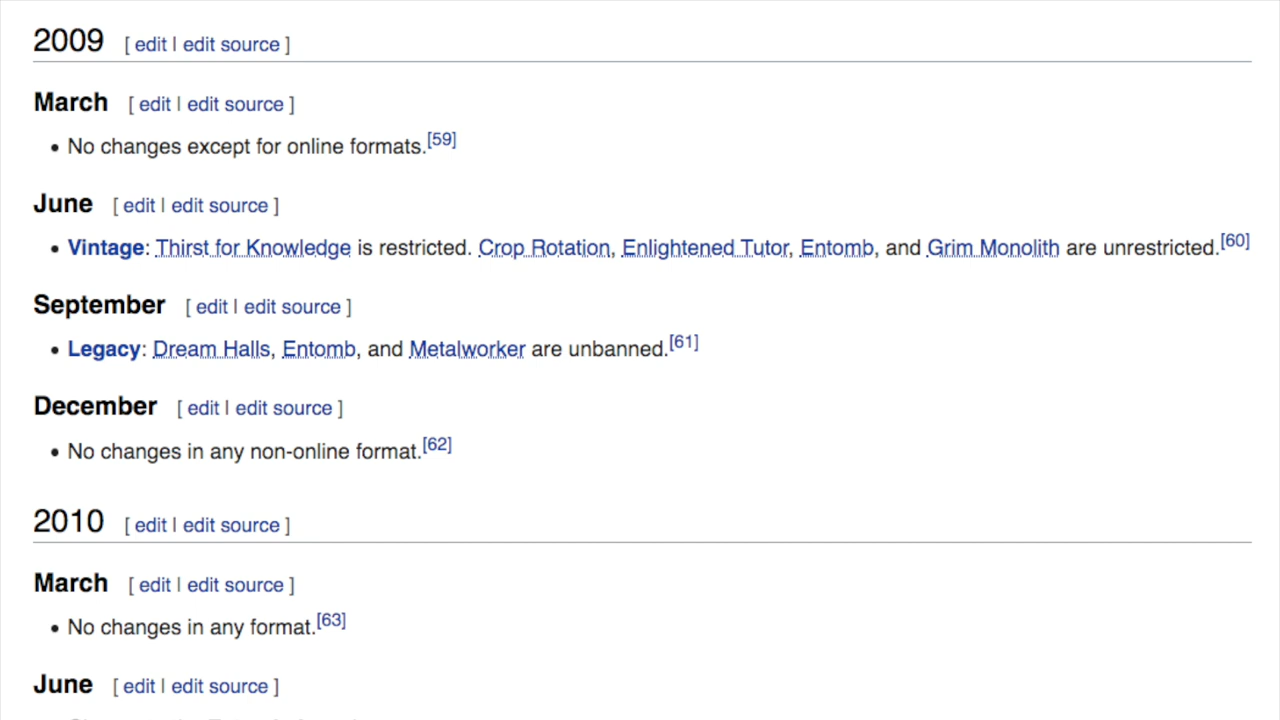 2009 [ edit | edit source ]
March [ edit | edit source ]
• No changes except for online formats.[59]
June [ edit | edit source ]
• Vintage: Thirst for Knowledge is restricted. Crop Rotation, Enlightened Tutor, Entomb, and Grim Monolith are unrestricted.[60]
September [ edit | edit source ]
• Legacy: Dream Halls, Entomb, and Metalworker are unbanned.[61]
December [ edit | edit source ]
• No changes in any non-online format.[62]
2010 [ edit | edit source ]
March [ edit | edit source ]
• No changes in any format.[63]
June [ edit | edit source ]